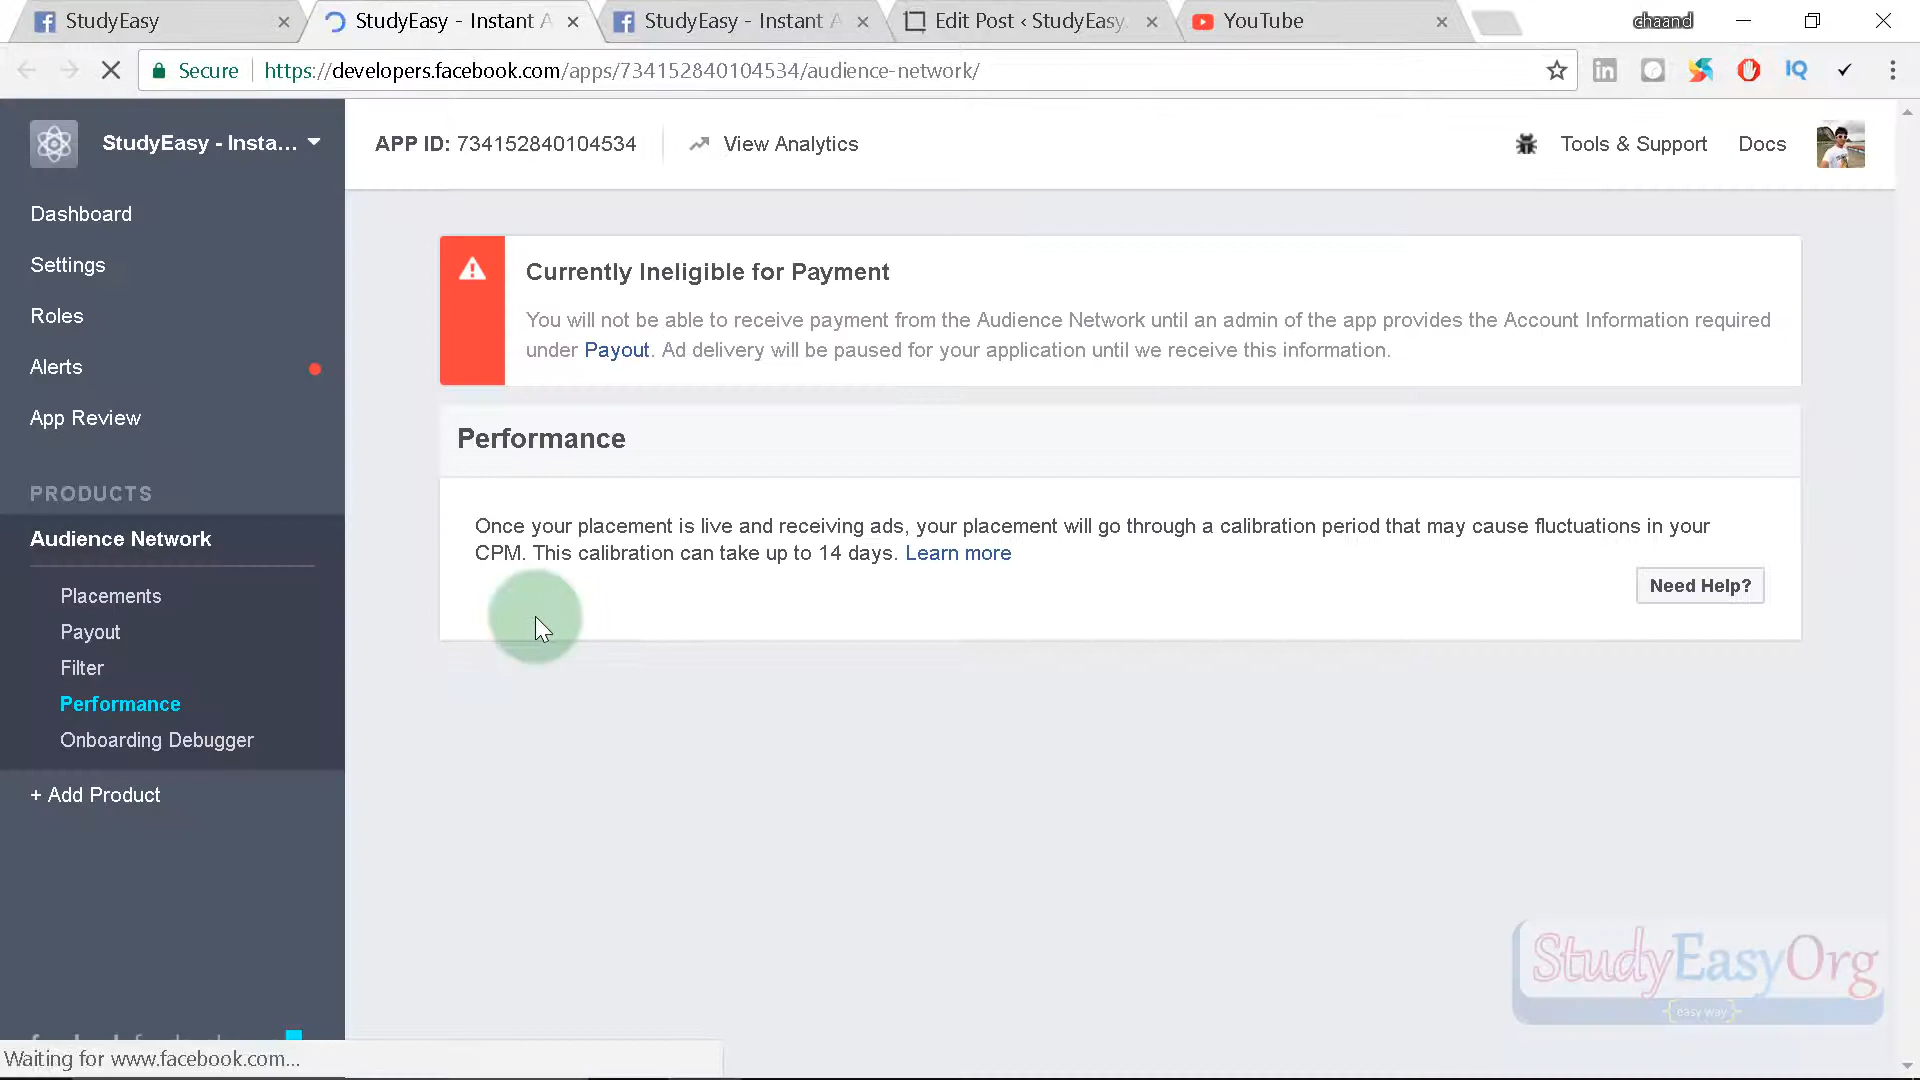 StudyEasy
StudyEasy - Instant A
StudyEasy - Instant A
Edit Post ‹ StudyEasy
YouTube
chaand
Secure
https://developers.facebook.com/apps/734152840104534/audience-network/
StudyEasy - Insta...
APP ID: 734152840104534
View Analytics
Tools & Support
Docs
Dashboard
Settings
Roles
Alerts
App Review
PRODUCTS
Audience Network
Placements
Payout
Filter
Performance
Onboarding Debugger
+ Add Product
Currently Ineligible for Payment
You will not be able to receive payment from the Audience Network until an admin of the app provides the Account Information required
under Payout. Ad delivery will be paused for your application until we receive this information.
Performance
Once your placement is live and receiving ads, your placement will go through a calibration period that may cause fluctuations in your
CPM. This calibration can take up to 14 days. Learn more
Need Help?
StudyEasyOrg
{easy way}
Waiting for www.facebook.com...